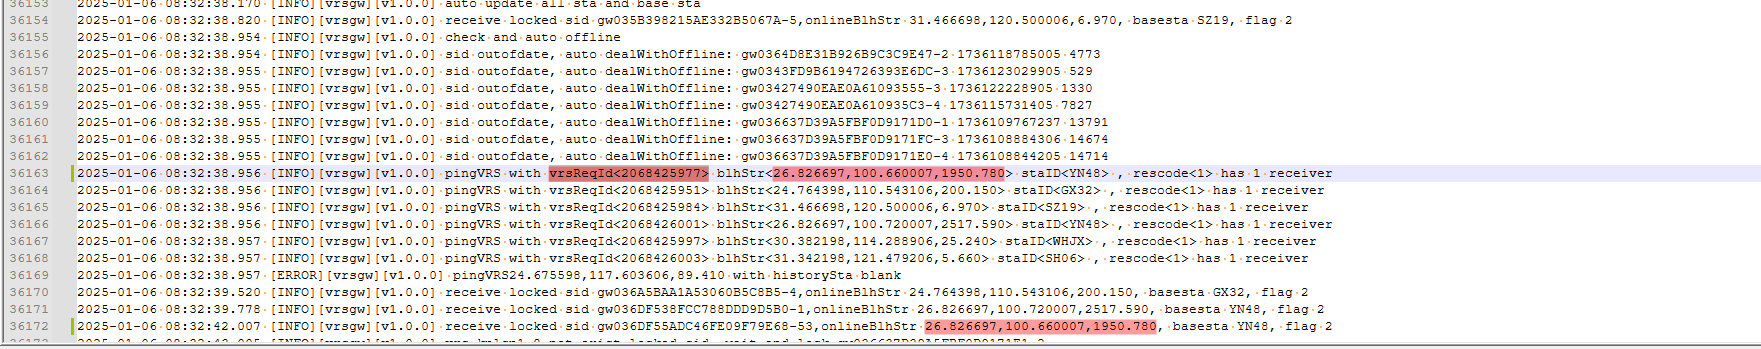 36153 2025-01-06 08:32:38.170 [INFO][vrsgw][v1.0.0] auto update all sta and base sta
36154 2025-01-06 08:32:38.820 [INFO][vrsgw][v1.0.0] receive locked sid gw035B398215AE332B5067A-5,onlineBlhStr 31.466698,120.500006,6.970, basesta SZ19, flag 2
36155 2025-01-06 08:32:38.954 [INFO][vrsgw][v1.0.0] check and auto offline
36156 2025-01-06 08:32:38.954 [INFO][vrsgw][v1.0.0] sid outofdate, auto dealWithOffline: gw0364D8E31B926B9C3C9E47-2 1736118785005 4773
36157 2025-01-06 08:32:38.955 [INFO][vrsgw][v1.0.0] sid outofdate, auto dealWithOffline: gw0343FD9B6194726393E6DC-3 1736123029905 529
36158 2025-01-06 08:32:38.955 [INFO][vrsgw][v1.0.0] sid outofdate, auto dealWithOffline: gw03427490EAE0A61093555-3 1736122228905 1330
36159 2025-01-06 08:32:38.955 [INFO][vrsgw][v1.0.0] sid outofdate, auto dealWithOffline: gw03427490EAE0A610935C3-4 1736115731405 7827
36160 2025-01-06 08:32:38.955 [INFO][vrsgw][v1.0.0] sid outofdate, auto dealWithOffline: gw036637D39A5FBF0D9171D0-1 1736109767237 13791
36161 2025-01-06 08:32:38.955 [INFO][vrsgw][v1.0.0] sid outofdate, auto dealWithOffline: gw036637D39A5FBF0D9171FC-3 1736108884306 14674
36162 2025-01-06 08:32:38.955 [INFO][vrsgw][v1.0.0] sid outofdate, auto dealWithOffline: gw036637D39A5FBF0D9171E0-4 1736108844205 14714
36163 2025-01-06 08:32:38.956 [INFO][vrsgw][v1.0.0] pingVRS with vrsReqId<2068425977> blhStr<26.826697,100.660007,1950.780> staID<YN48> , rescode<1> has 1 receiver
36164 2025-01-06 08:32:38.956 [INFO][vrsgw][v1.0.0] pingVRS with vrsReqId<2068425951> blhStr<24.764398,110.543106,200.150> staID<GX32> , rescode<1> has 1 receiver
36165 2025-01-06 08:32:38.956 [INFO][vrsgw][v1.0.0] pingVRS with vrsReqId<2068425984> blhStr<31.466698,120.500006,6.970> staID<SZ19> , rescode<1> has 1 receiver
36166 2025-01-06 08:32:38.956 [INFO][vrsgw][v1.0.0] pingVRS with vrsReqId<2068426001> blhStr<26.826697,100.720007,2517.590> staID<YN48> , rescode<1> has 1 receiver
36167 2025-01-06 08:32:38.957 [INFO][vrsgw][v1.0.0] pingVRS with vrsReqId<2068425997> blhStr<30.382198,114.288906,25.240> staID<WHJX> , rescode<1> has 1 receiver
36168 2025-01-06 08:32:38.957 [INFO][vrsgw][v1.0.0] pingVRS with vrsReqId<2068426003> blhStr<31.342198,121.479206,5.660> staID<SH06> , rescode<1> has 1 receiver
36169 2025-01-06 08:32:38.957 [ERROR][vrsgw][v1.0.0] pingVRS24.675598,117.603606,89.410 with historySta blank
36170 2025-01-06 08:32:39.520 [INFO][vrsgw][v1.0.0] receive locked sid gw036A5BAA1A53060B5C8B5-4,onlineBlhStr 24.764398,110.543106,200.150, basesta GX32, flag 2
36171 2025-01-06 08:32:39.778 [INFO][vrsgw][v1.0.0] receive locked sid gw036DF538FCC788DDD9D5B0-1,onlineBlhStr 26.826697,100.720007,2517.590, basesta YN48, flag 2
36172 2025-01-06 08:32:42.007 [INFO][vrsgw][v1.0.0] receive locked sid gw036DF55ADC46FE09F79E68-53,onlineBlhStr 26.826697,100.660007,1950.780, basesta YN48, flag 2